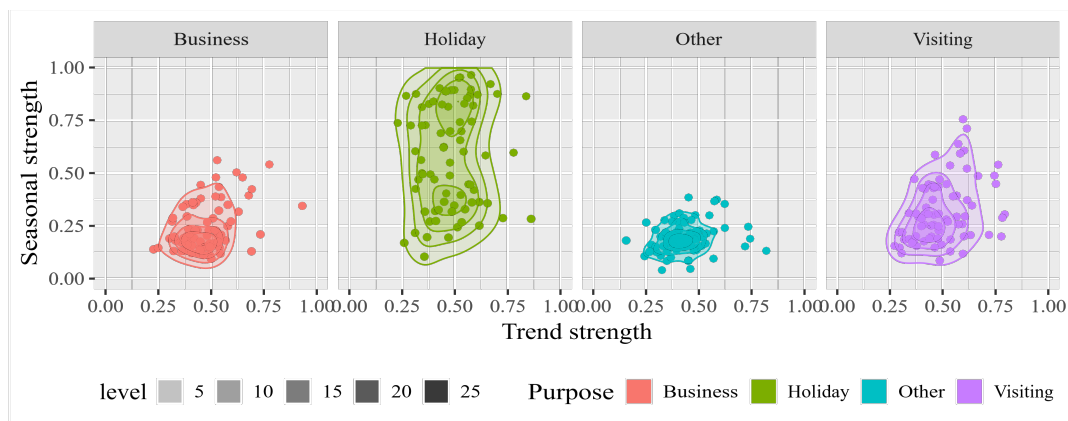 Business Holiday Other Visiting
1.00
0.75
0.50
0.25
0.00
Seasonal strength
0.00 0.25 0.50 0.75 1.00 0.00 0.25 0.50 0.75 1.00 0.00 0.25 0.50 0.75 1.00 0.00 0.25 0.50 0.75 1.00
Trend strength
level 5 10 15 20 25 Purpose Business Holiday Other Visiting